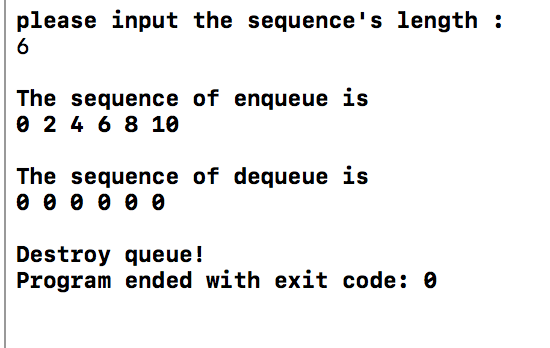 please input the sequence's length :
6
The sequence of enqueue is
0 2 4 6 8 10
The sequence of dequeue is
0 0 0 0 0 0
Destroy queue!
Program ended with exit code: 0